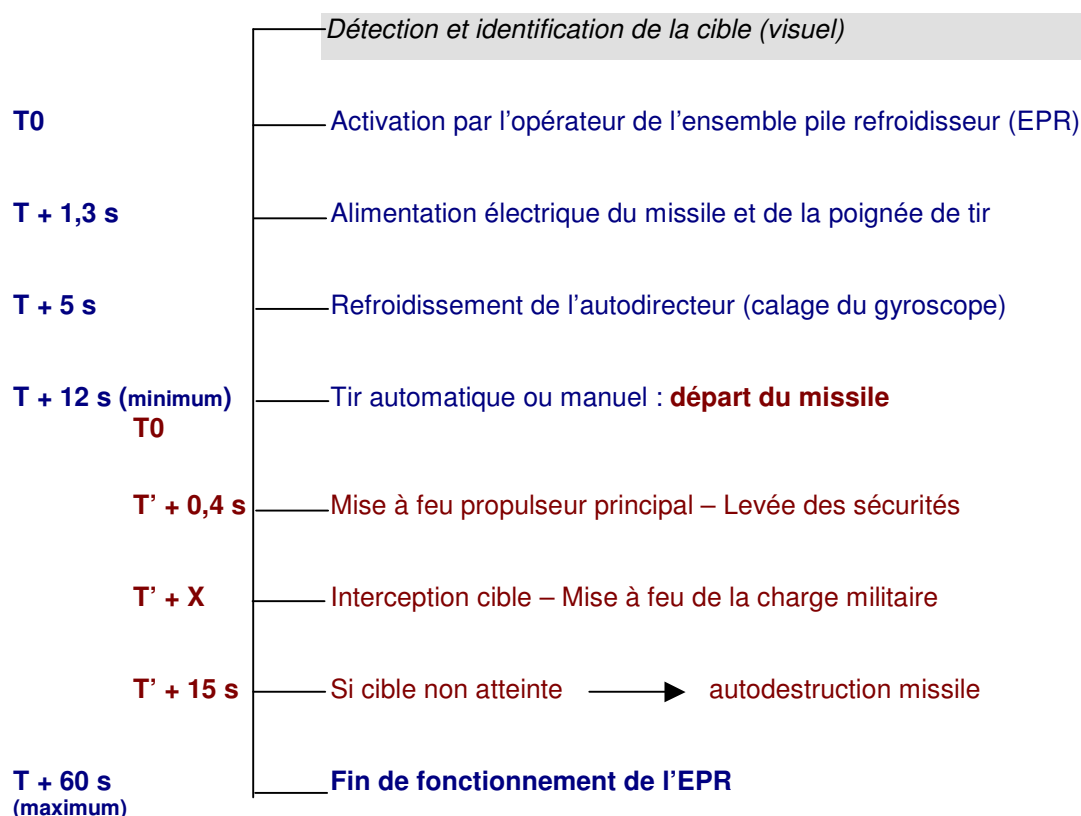 Détection et identification de la cible (visuel)
T0 Activation par l’opérateur de l’ensemble pile refroidisseur (EPR)
T + 1,3 s Alimentation électrique du missile et de la poignée de tir
T + 5 s Refroidissement de l’autodirecteur (calage du gyroscope)
T + 12 s (minimum) Tir automatique ou manuel : départ du missile
T0
T’ + 0,4 s Mise à feu propulseur principal – Levée des sécurités
T’ + X Interception cible – Mise à feu de la charge militaire
T’ + 15 s Si cible non atteinte autodestruction missile
T + 60 s Fin de fonctionnement de l’EPR
(maximum)